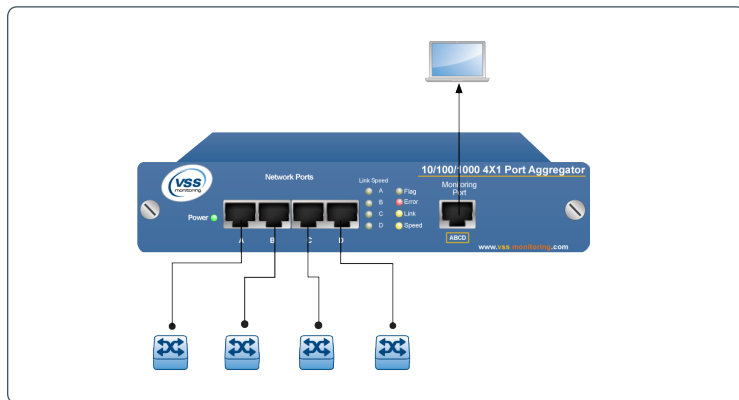 10/100/1000 4X1 Port Aggregator
vss
monitoring
Network Ports
Link Speed
Monitoring
Port
A
Flag
B
Error
C
Link
D
Speed
Power
A B C D
ABCD
www.vss monitoring.com